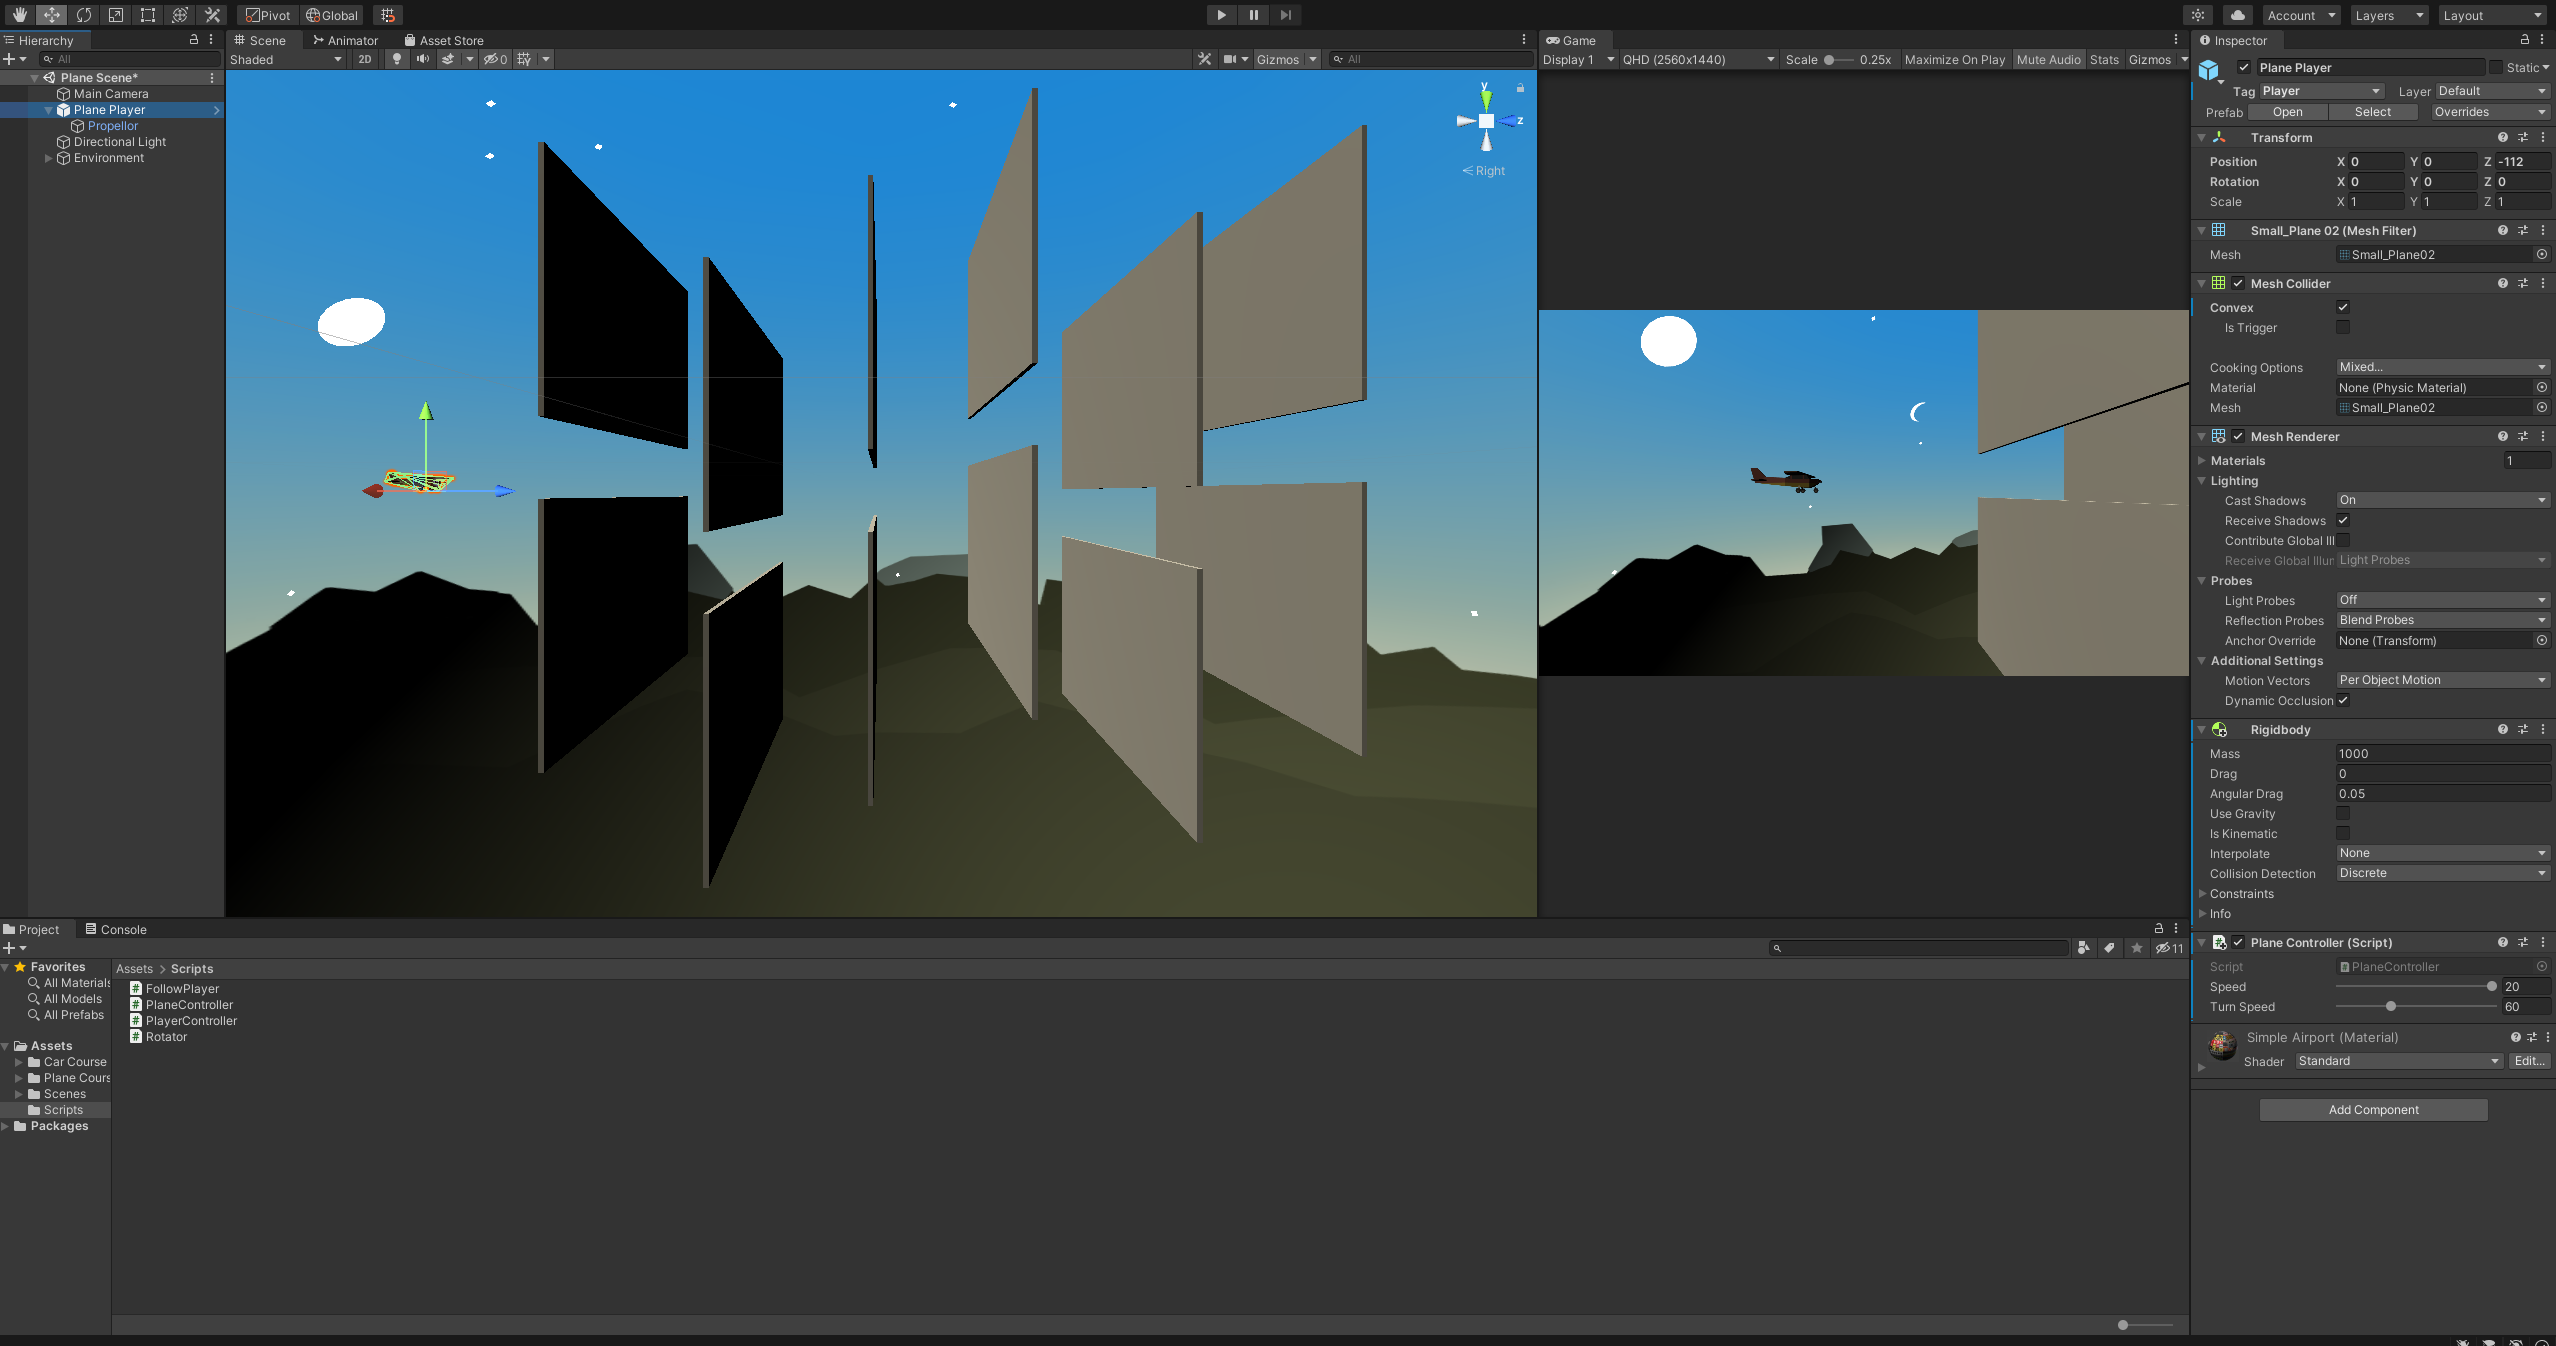 Pivot Global Account Layers Layout
Hierarchy
All
Plane Scene*
Main Camera
Plane Player
Propellor
Directional Light
Environment
Scene Animator Asset Store
Shaded 2D 0 Gizmos All
y
z
Right
Game
Display 1 QHD (2560x1440) Scale 0.25x Maximize On Play Mute Audio Stats Gizmos
Inspector
Plane Player Static
Tag Player Layer Default
Prefab Open Select Overrides
Transform
Position X 0 Y 0 Z -112
Rotation X 0 Y 0 Z 0
Scale X 1 Y 1 Z 1
Small_Plane 02 (Mesh Filter)
Mesh Small_Plane02
Mesh Collider
Convex
Is Trigger
Cooking Options Mixed...
Material None (Physic Material)
Mesh Small_Plane02
Mesh Renderer
Materials 1
Lighting
Cast Shadows On
Receive Shadows
Contribute Global Ill
Receive Global Illur Light Probes
Probes
Light Probes Off
Reflection Probes Blend Probes
Anchor Override None (Transform)
Additional Settings
Motion Vectors Per Object Motion
Dynamic Occlusion
Rigidbody
Mass 1000
Drag 0
Angular Drag 0.05
Use Gravity
Is Kinematic
Interpolate None
Collision Detection Discrete
Constraints
Info
Plane Controller (Script)
Script PlaneController
Speed 20
Turn Speed 60
Simple Airport (Material)
Shader Standard Edit...
Add Component
Project Console
11
Favorites
All Materials
All Models
All Prefabs
Assets
Car Course
Plane Cours
Scenes
Scripts
Packages
Assets > Scripts
FollowPlayer
PlaneController
PlayerController
Rotator